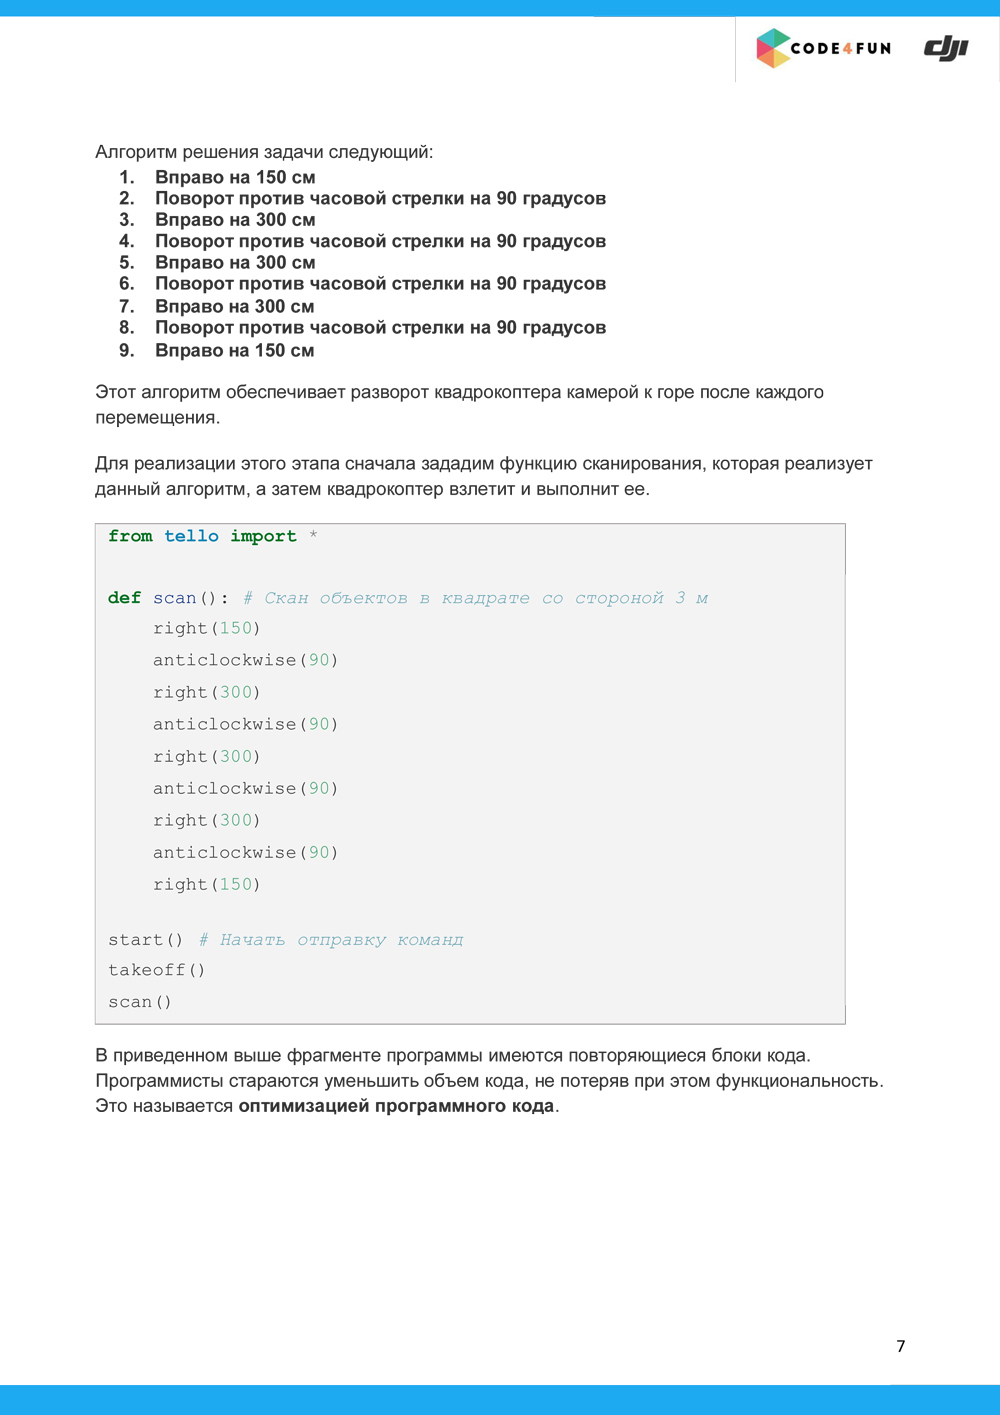 CODE4FUN dji
Алгоритм решения задачи следующий:
1. Вправо на 150 см
2. Поворот против часовой стрелки на 90 градусов
3. Вправо на 300 см
4. Поворот против часовой стрелки на 90 градусов
5. Вправо на 300 см
6. Поворот против часовой стрелки на 90 градусов
7. Вправо на 300 см
8. Поворот против часовой стрелки на 90 градусов
9. Вправо на 150 см
Этот алгоритм обеспечивает разворот квадрокоптера камерой к горе после каждого
перемещения.
Для реализации этого этапа сначала зададим функцию сканирования, которая реализует
данный алгоритм, а затем квадрокоптер взлетит и выполнит ее.
from tello import *
def scan(): # Скан объектов в квадрате со стороной 3 м
    right(150)
    anticlockwise(90)
    right(300)
    anticlockwise(90)
    right(300)
    anticlockwise(90)
    right(300)
    anticlockwise(90)
    right(150)
start() # Начать отправку команд
takeoff()
scan()
В приведенном выше фрагменте программы имеются повторяющиеся блоки кода.
Программисты стараются уменьшить объем кода, не потеряв при этом функциональность.
Это называется оптимизацией программного кода.
7